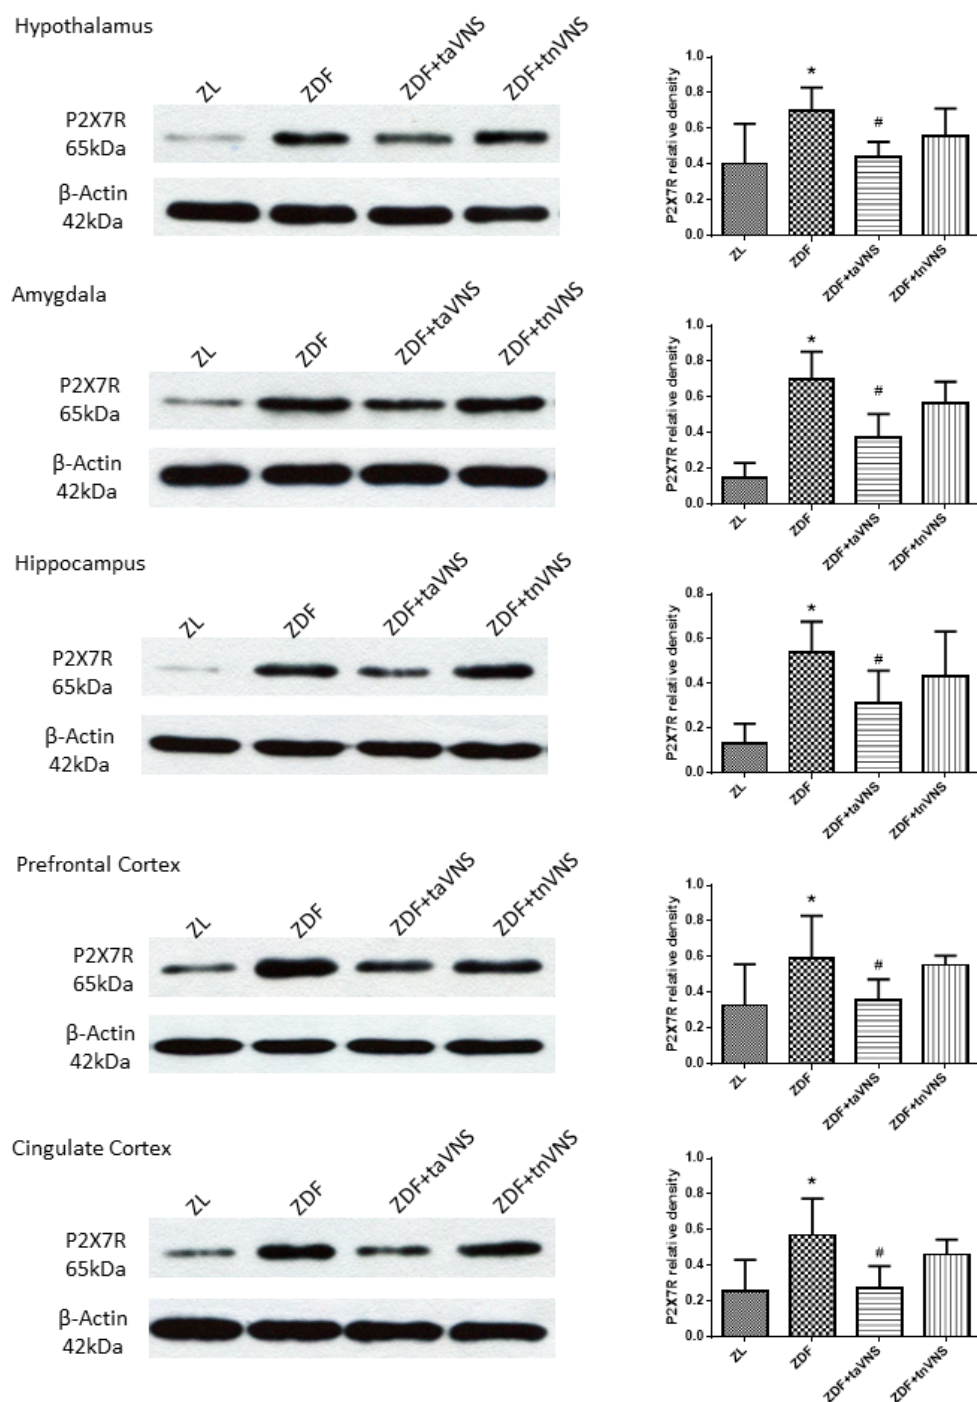 Hypothalamus
ZL
ZDF
ZDF+taVNS
ZDF+tnVNS
P2X7R
65kDa
β-Actin
42kDa
P2X7R relative density
1.0
0.8
0.6
0.4
0.2
0.0
*
#
ZL
ZDF
ZDF+taVNS
ZDF+tnVNS
Amygdala
ZL
ZDF
ZDF+taVNS
ZDF+tnVNS
P2X7R
65kDa
β-Actin
42kDa
P2X7R relative density
1.0
0.8
0.6
0.4
0.2
0.0
*
#
ZL
ZDF
ZDF+taVNS
ZDF+tnVNS
Hippocampus
ZL
ZDF
ZDF+taVNS
ZDF+tnVNS
P2X7R
65kDa
β-Actin
42kDa
P2X7R relative density
0.8
0.6
0.4
0.2
0.0
*
#
ZL
ZDF
ZDF+taVNS
ZDF+tnVNS
Prefrontal Cortex
ZL
ZDF
ZDF+taVNS
ZDF+tnVNS
P2X7R
65kDa
β-Actin
42kDa
P2X7R relative density
1.0
0.8
0.6
0.4
0.2
0.0
*
#
ZL
ZDF
ZDF+taVNS
ZDF+tnVNS
Cingulate Cortex
ZL
ZDF
ZDF+taVNS
ZDF+tnVNS
P2X7R
65kDa
β-Actin
42kDa
P2X7R relative density
1.0
0.8
0.6
0.4
0.2
0.0
*
#
ZL
ZDF
ZDF+taVNS
ZDF+tnVNS